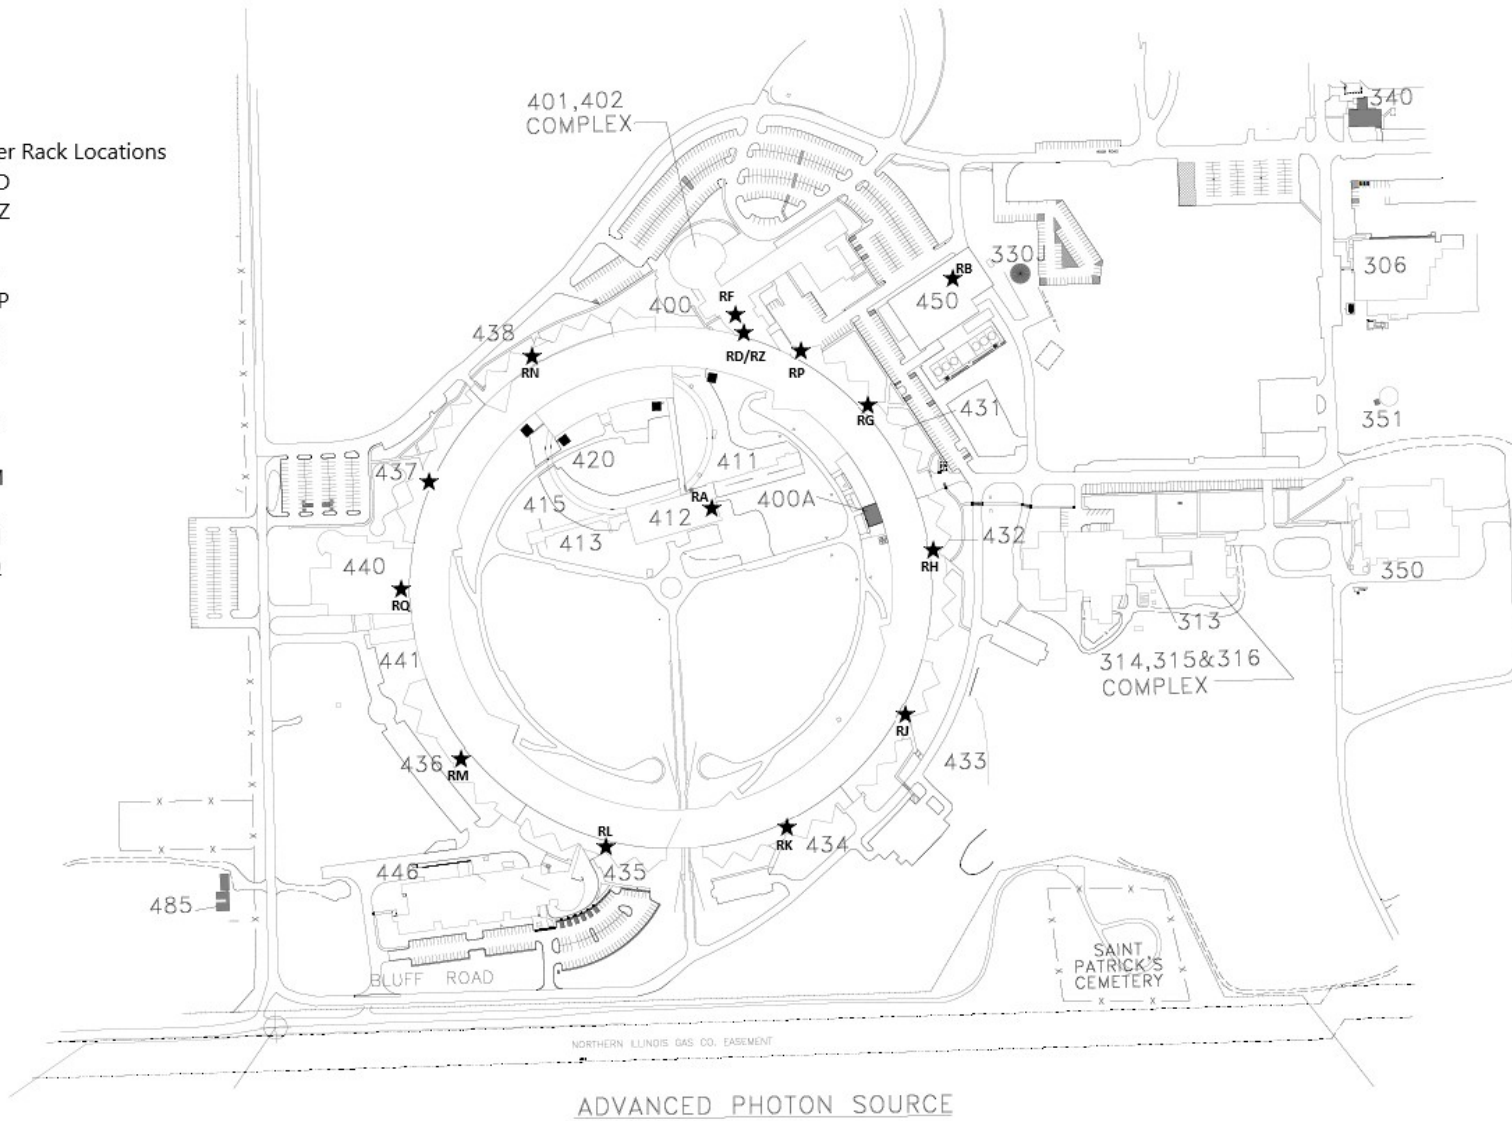 401,402
COMPLEX
340
er Rack Locations
D
Z
P
306
330J
RB
450
400
RF
438
RD/RZ
RN
RP
RG
431
351
437
420
411
415
RA
400A
412
413
432
RH
440
350
RQ
313
441
314,315&316
COMPLEX
RJ
433
436
RM
RL
RK
434
446
435
485
SAINT
PATRICK'S
CEMETERY
BLUFF ROAD
NORTHERN ILLINOIS GAS CO. EASEMENT
ADVANCED PHOTON SOURCE